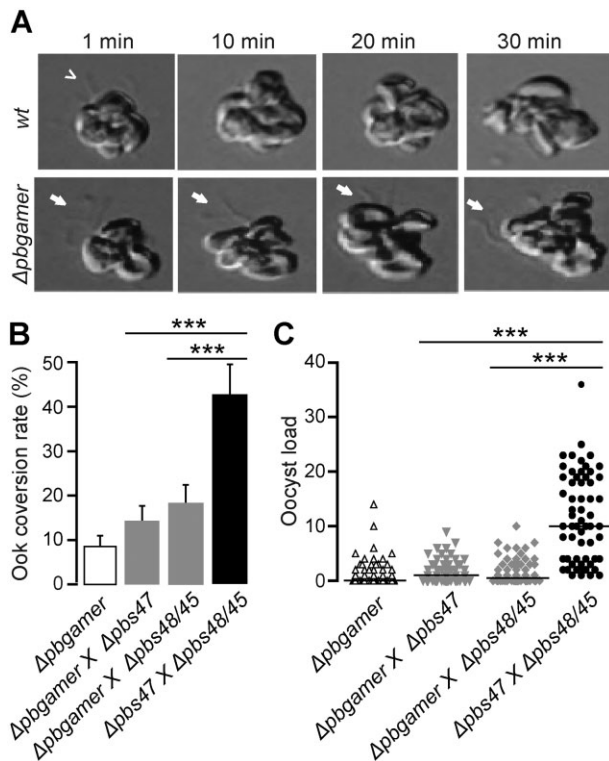 A
1 min 10 min 20 min 30 min
wt
Δpbgamer
B
Ook coversion rate (%)
50
40
30
20
10
0
*** 
***
Δpbgamer
Δpbgamer X Δpbs47
Δpbgamer X Δpbs48/45
Δpbs47 X Δpbs48/45
C
Oocyst load
40
30
20
10
0
***
***
Δpbgamer
Δpbgamer X Δpbs47
Δpbgamer X Δpbs48/45
Δpbs47 X Δpbs48/45